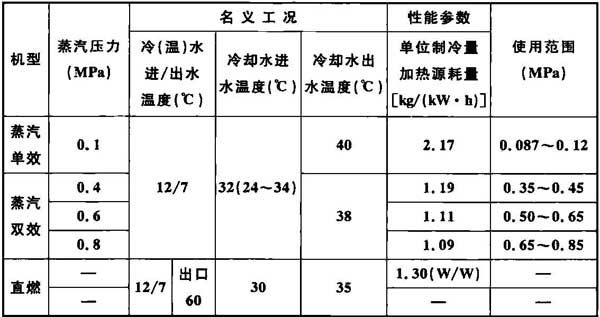 机型
蒸汽压力
(MPa)
名义工况
性能参数
使用范围
(MPa)
冷(温)水
进/出水
温度(℃)
冷却水进
水温度(℃)
冷却水出
水温度(℃)
单位制冷量
加热源耗量
[kg/(kW·h)]
蒸汽
单效
0.1
12/7
32(24～34)
40
2.17
0.087～0.12
蒸汽
双效
0.4
38
1.19
0.35～0.45
0.6
1.11
0.50～0.65
0.8
1.09
0.65～0.85
直燃
—
12/7
出口
60
30
35
1.30(W/W)
—
—
—
—